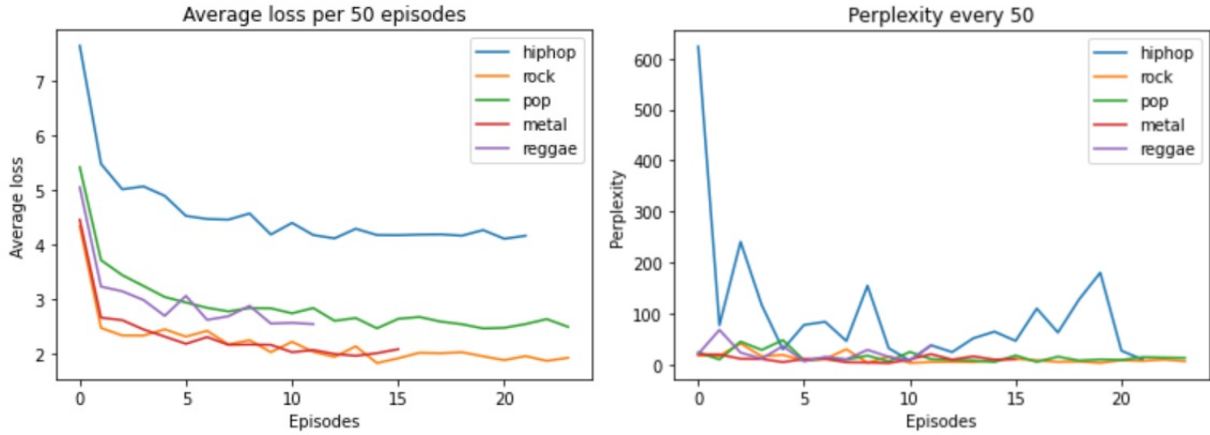 Average loss per 50 episodes
7
6
5
4
3
2
Average loss
0
5
10
15
20
Episodes
hiphop
rock
pop
metal
reggae
Perplexity every 50
600
500
400
300
200
100
0
Perplexity
0
5
10
15
20
Episodes
hiphop
rock
pop
metal
reggae